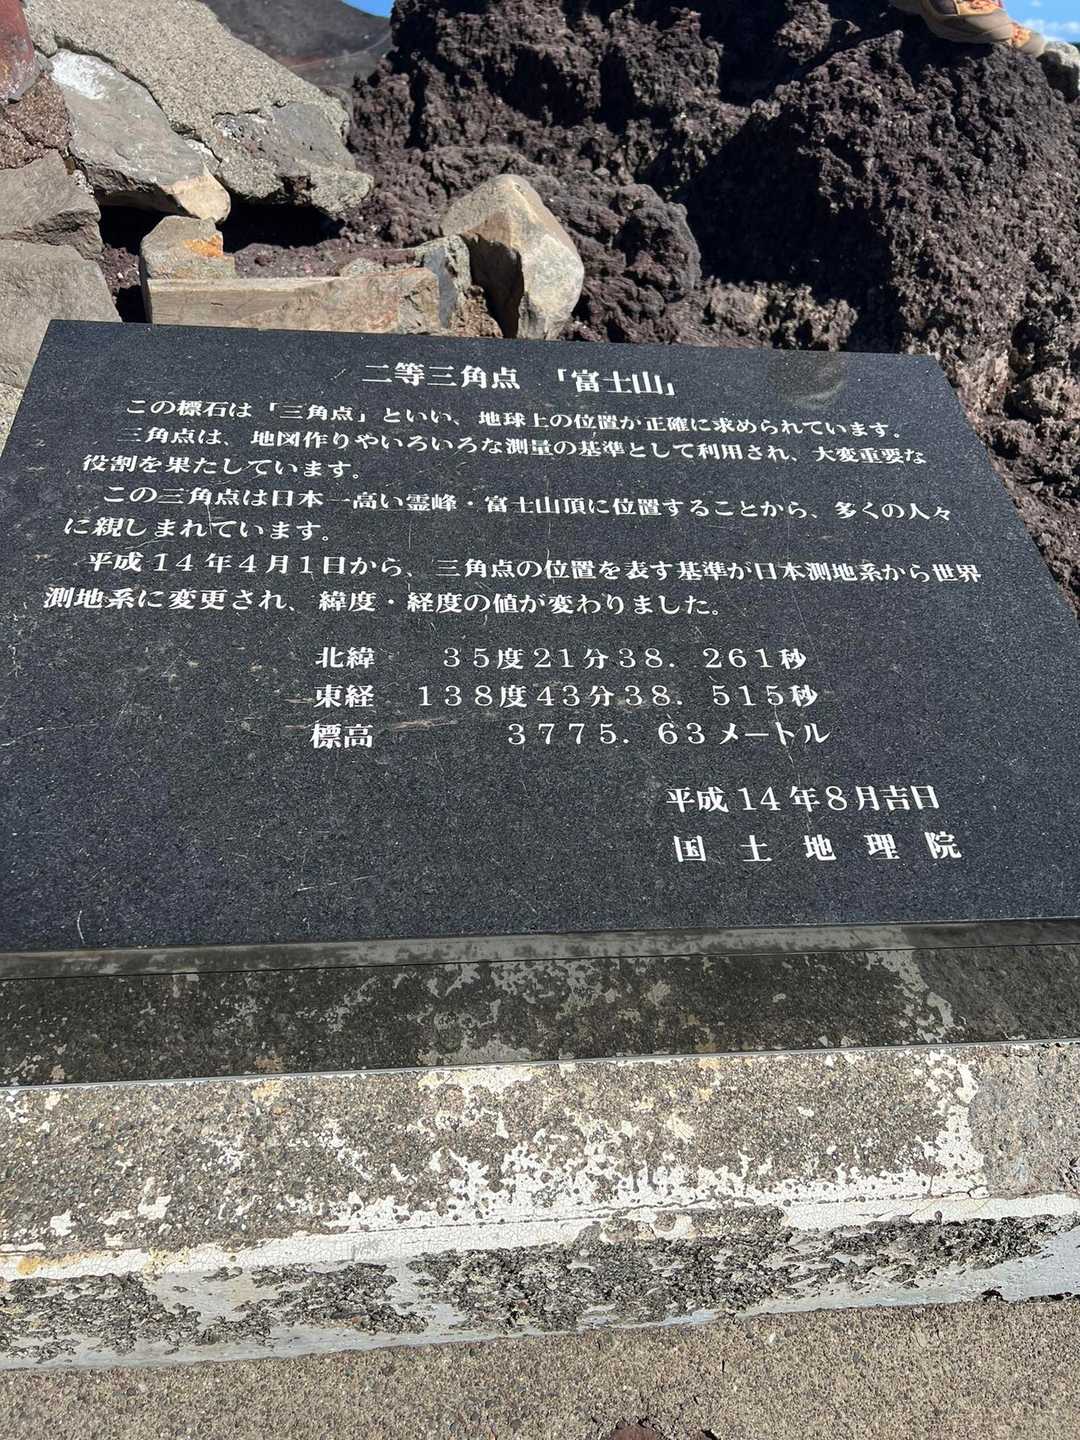 二等三角点 「富士山」
この標石は「三角点」といい、地球上の位置が正確に求められています。
三角点は、地図作りやいろいろな測量の基準として利用され、大変重要な
役割を果たしています。
この三角点は日本一高い霊峰・富士山頂に位置することから、多くの人々
に親しまれています。
平成14年4月1日から、三角点の位置を表す基準が日本測地系から世界
測地系に変更され、緯度・経度の値が変わりました。
北緯 35度21分38.261秒
東経 138度43分38.515秒
標高 3775.63メートル
平成14年8月吉日
国土地理院